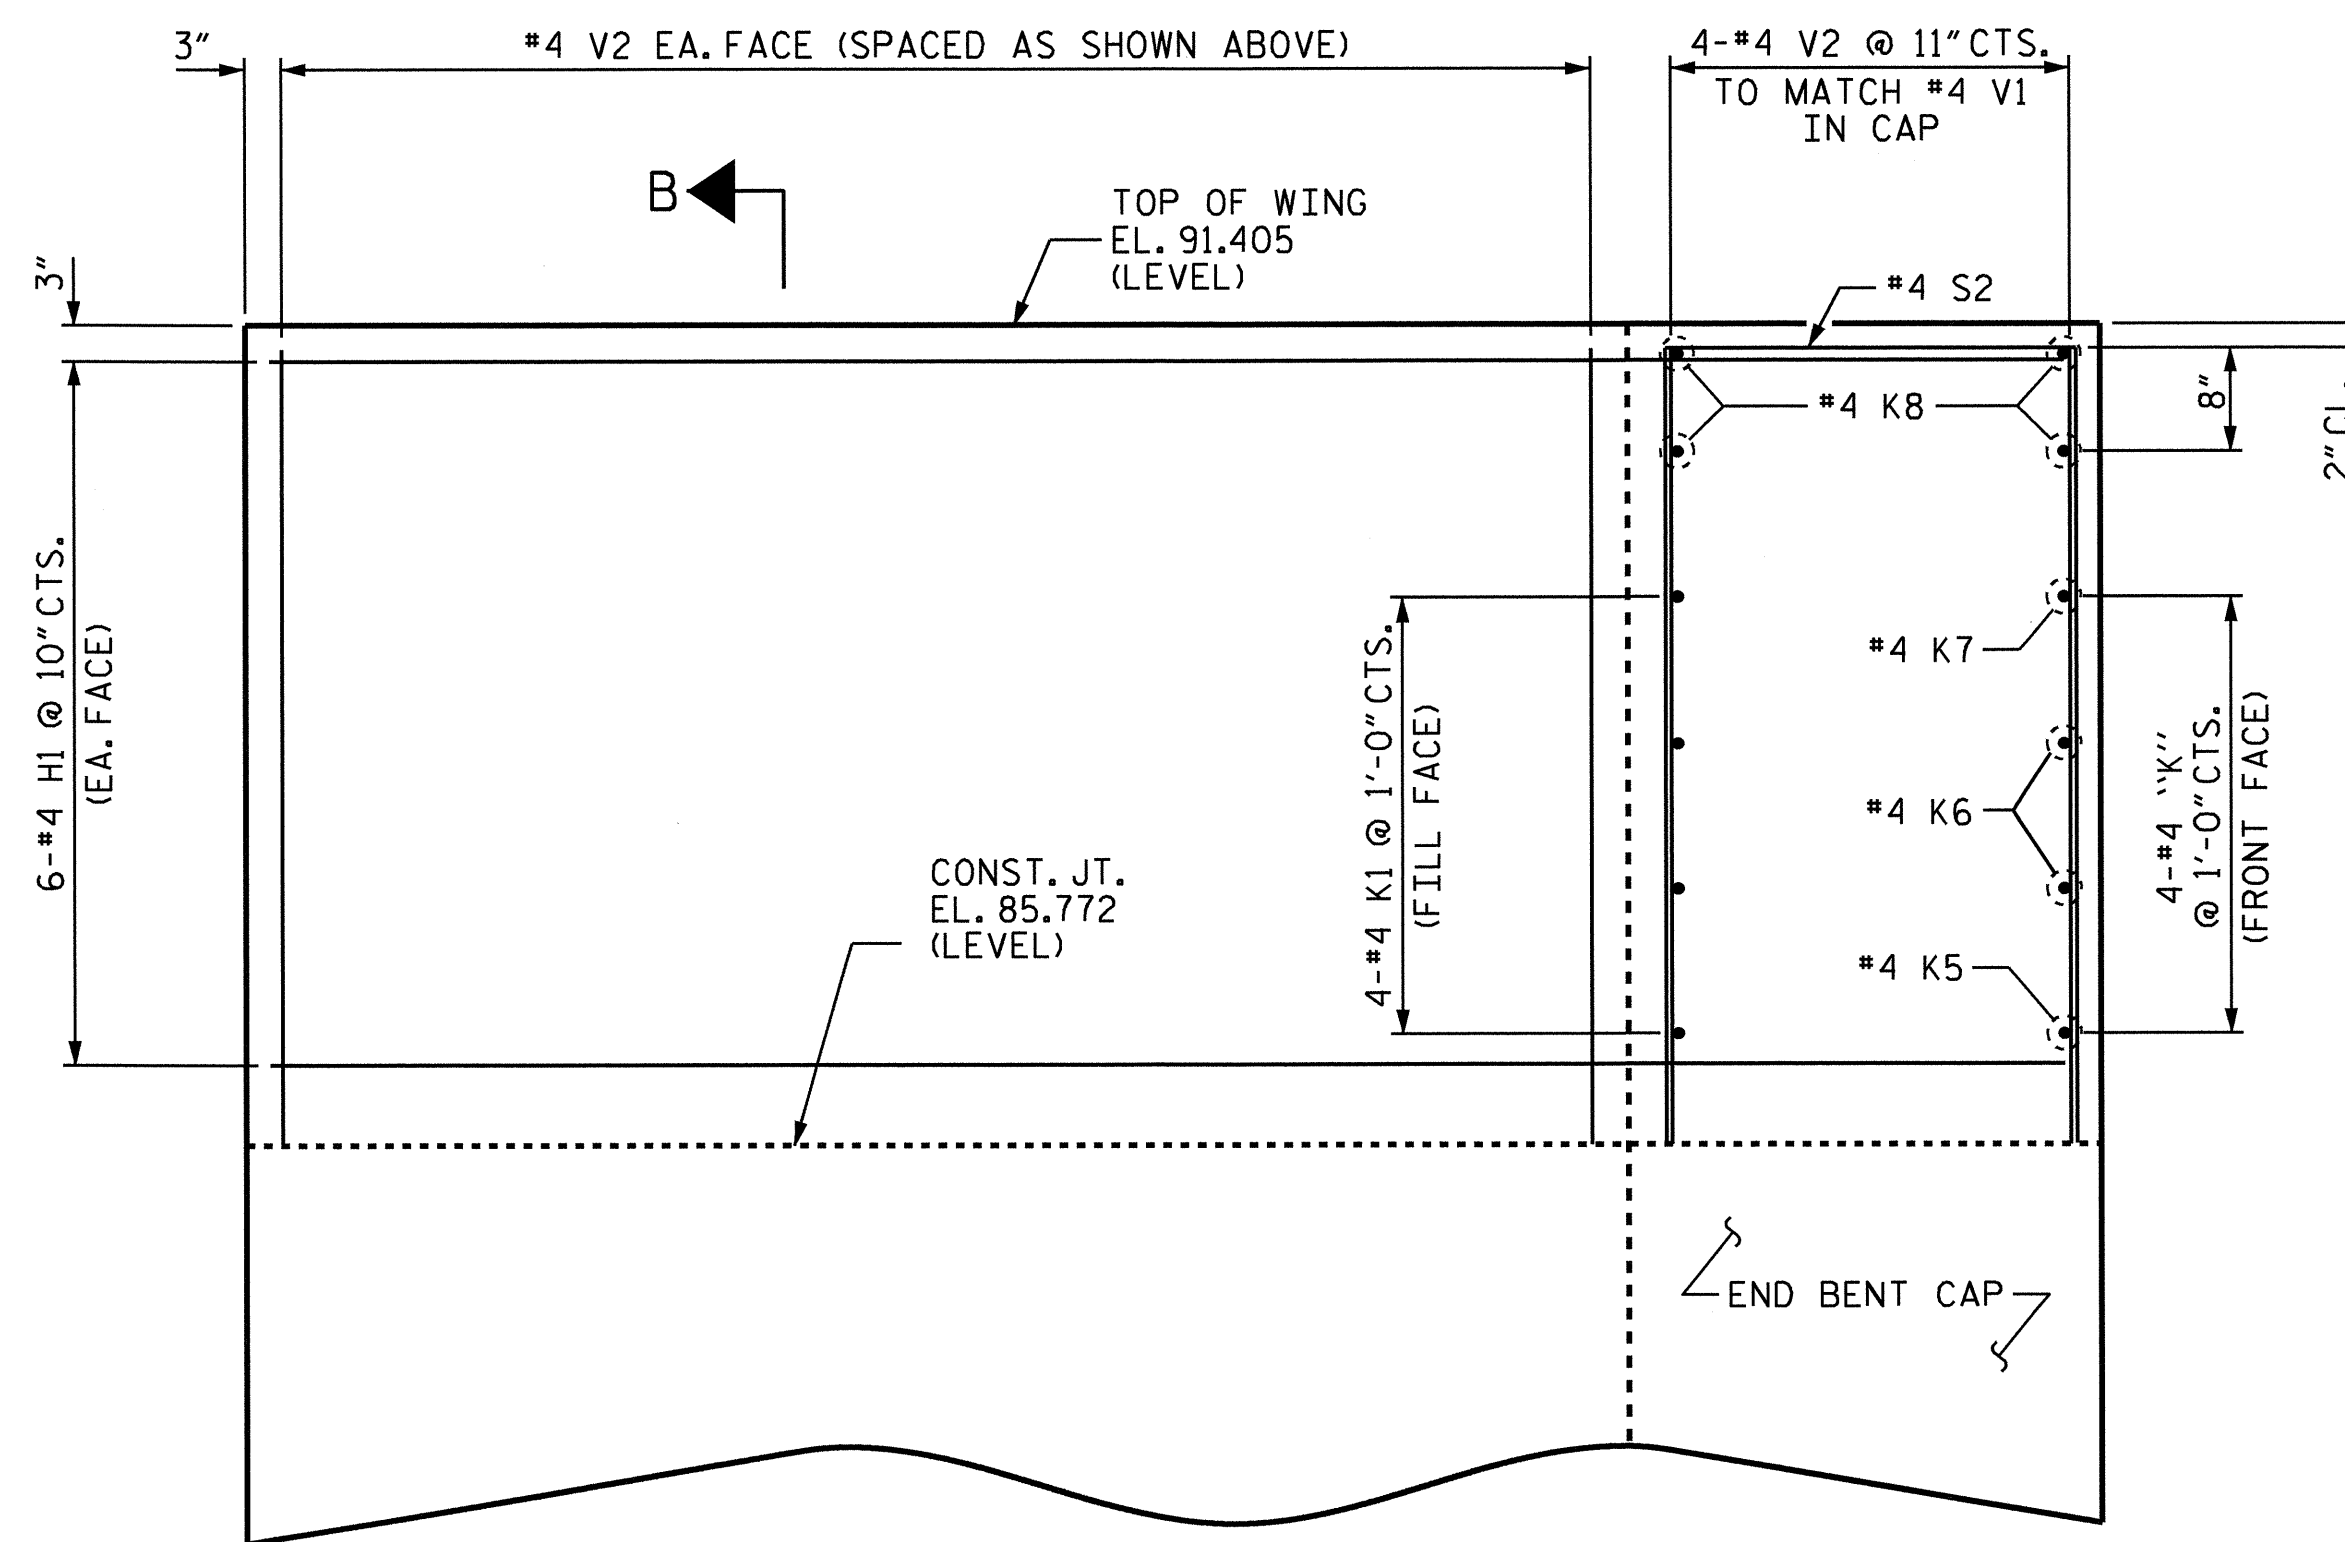 3"
#4 V2 EA. FACE (SPACED AS SHOWN ABOVE)
4-#4 V2 @ 11" CTS.
TO MATCH #4 V1
IN CAP
B
TOP OF WING
EL. 91.405
(LEVEL)
3"
#4 S2
#4 K8
8"
2" CL.
6-#4 H1 @ 10" CTS.
(EA. FACE)
4-#4 K1 @ 1'-0" CTS.
(FILL FACE)
#4 K7
#4 K6
#4 K5
4-#4 ``K''
@ 1'-0" CTS.
(FRONT FACE)
CONST. JT.
EL. 85.772
(LEVEL)
END BENT CAP